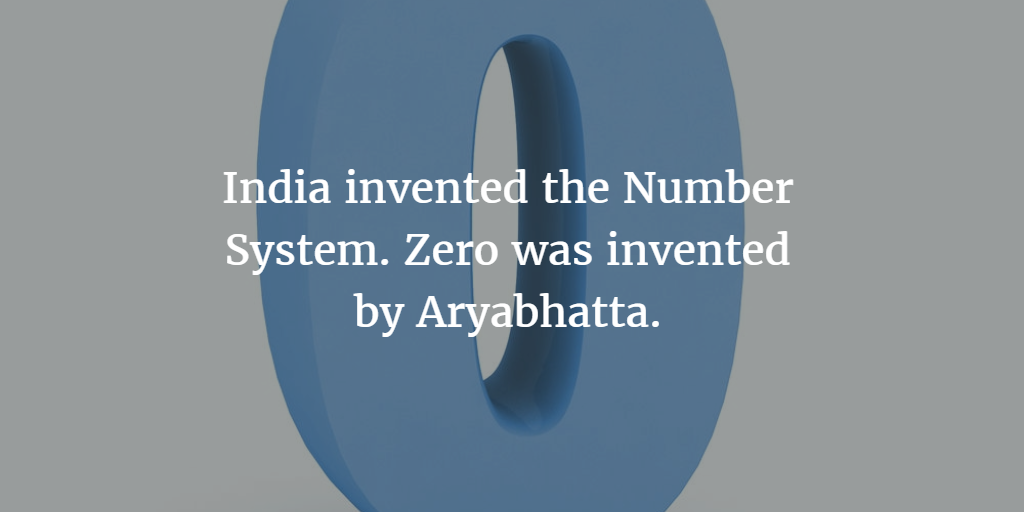 India invented the Number
System. Zero was invented
by Aryabhatta.